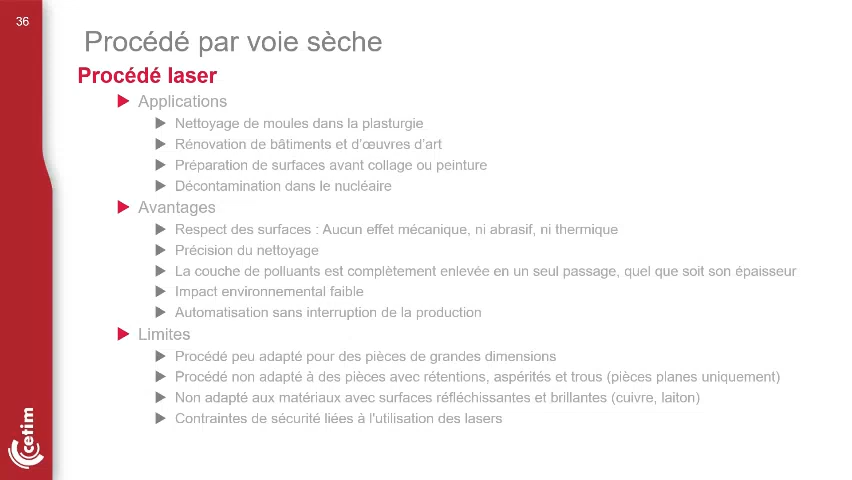 36
Procédé par voie sèche
Procédé laser
Applications
Nettoyage de moules dans la plasturgie
Rénovation de bâtiments et d'œuvres d'art
Préparation de surfaces avant collage ou peinture
Décontamination dans le nucléaire
Avantages
Respect des surfaces : Aucun effet mécanique, ni abrasif, ni thermique
Précision du nettoyage
La couche de polluants est complètement enlevée en un seul passage, quel que soit son épaisseur
Impact environnemental faible
Automatisation sans interruption de la production
Limites
Procédé peu adapté pour des pièces de grandes dimensions
Procédé non adapté à des pièces avec rétentions, aspérités et trous (pièces planes uniquement)
Non adapté aux matériaux avec surfaces réfléchissantes et brillantes (cuivre, laiton)
Contraintes de sécurité liées à l'utilisation des lasers
cetim